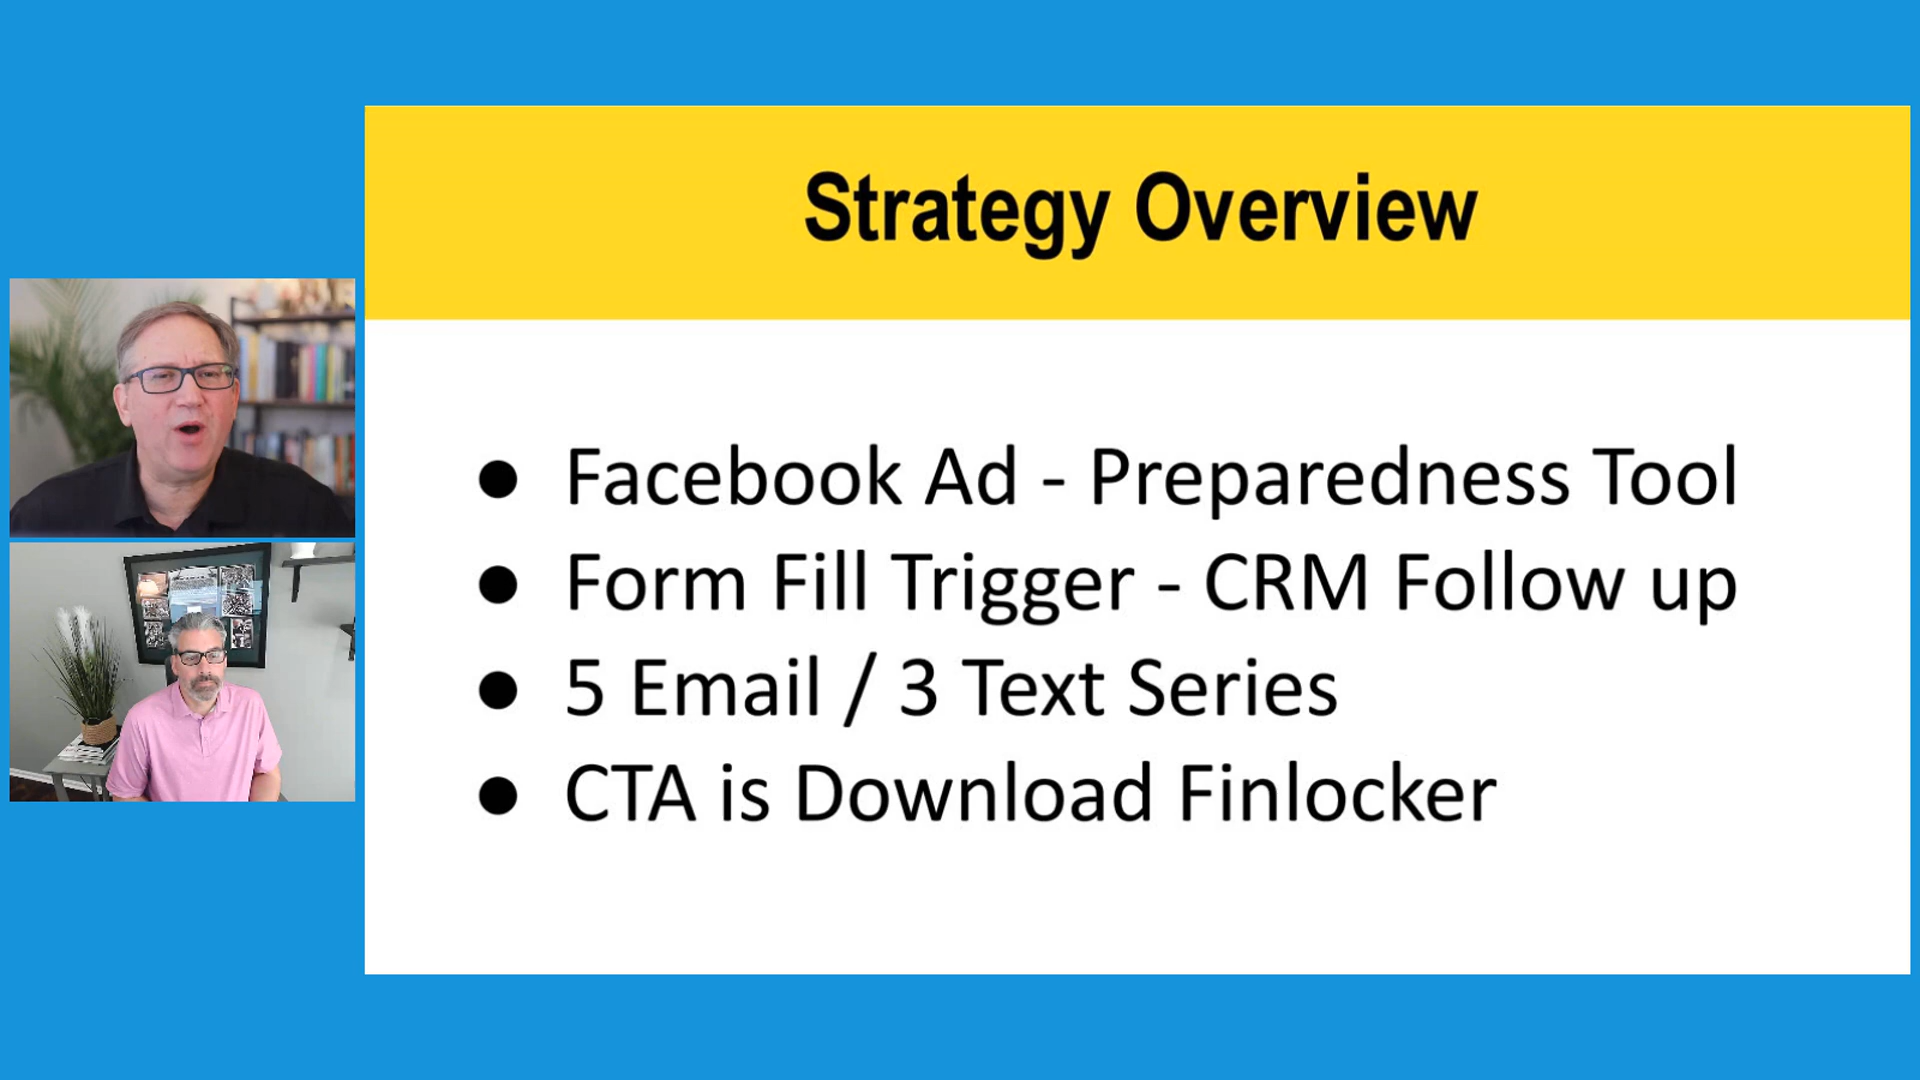 Strategy Overview
● Facebook Ad - Preparedness Tool
● Form Fill Trigger - CRM Follow up
● 5 Email / 3 Text Series
● CTA is Download Finlocker